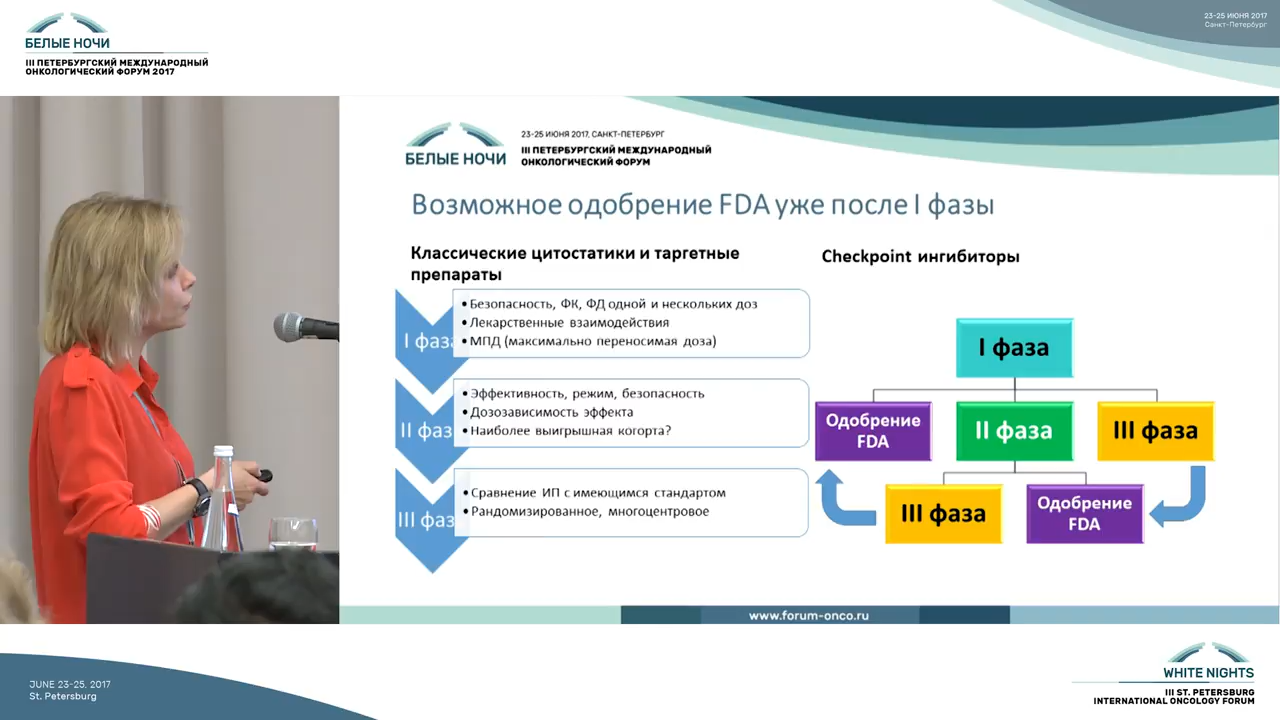 БЕЛЫЕ НОЧИ
III ПЕТЕРБУРГСКИЙ МЕЖДУНАРОДНЫЙ
ОНКОЛОГИЧЕСКИЙ ФОРУМ 2017
23-25 ИЮНЯ 2017
Санкт-Петербург
БЕЛЫЕ НОЧИ
23-25 ИЮНЯ 2017, САНКТ-ПЕТЕРБУРГ
III ПЕТЕРБУРГСКИЙ МЕЖДУНАРОДНЫЙ
ОНКОЛОГИЧЕСКИЙ ФОРУМ
Возможное одобрение FDA уже после I фазы
Классические цитостатики и таргетные
препараты
I фаза
•Безопасность, ФК, ФД одной и нескольких доз
•Лекарственные взаимодействия
•МПД (максимально переносимая доза)
II фаз
•Эффективность, режим, безопасность
•Дозозависимость эффекта
•Наиболее выигрышная когорта?
III фаз
•Сравнение ИП с имеющимся стандартом
•Рандомизированное, многоцентровое
Checkpoint ингибиторы
I фаза
Одобрение
FDA
II фаза
III фаза
III фаза
Одобрение
FDA
www.forum-onco.ru
JUNE 23-25, 2017
St. Petersburg
WHITE NIGHTS
III ST. PETERSBURG
INTERNATIONAL ONCOLOGY FORUM